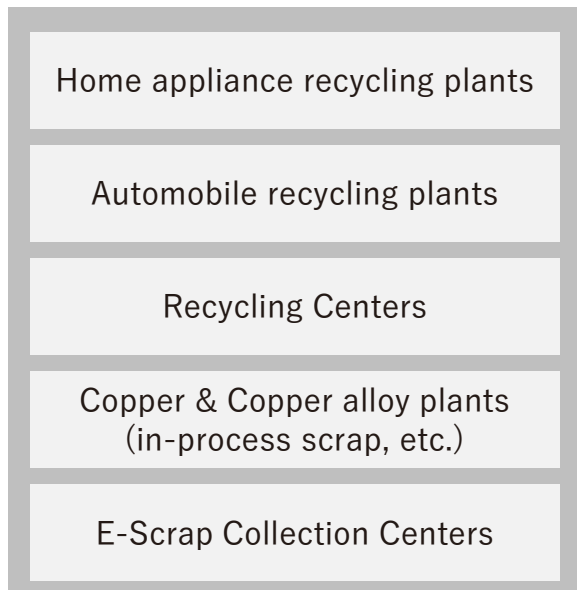 Home appliance recycling plants
Automobile recycling plants
Recycling Centers
Copper & Copper alloy plants
(in-process scrap, etc.)
E-Scrap Collection Centers